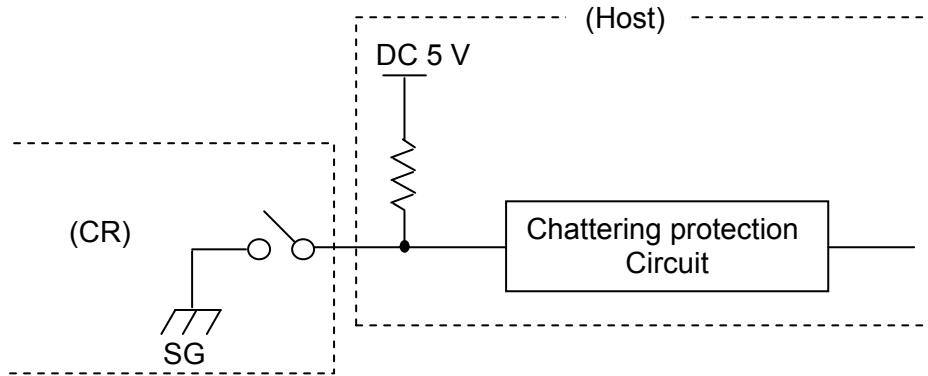 (Host)
DC 5 V
(CR)
Chattering protection
Circuit
SG